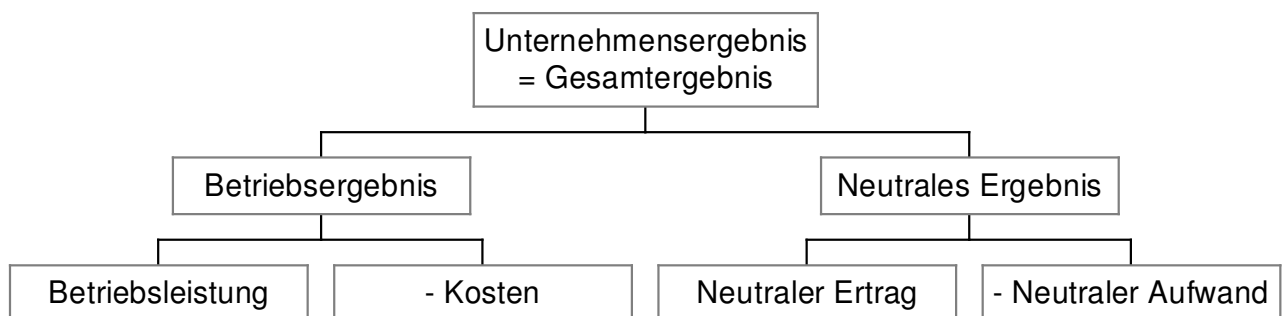 Unternehmensergebnis
= Gesamtergebnis
Betriebsergebnis
Neutrales Ergebnis
Betriebsleistung
- Kosten
Neutraler Ertrag
- Neutraler Aufwand